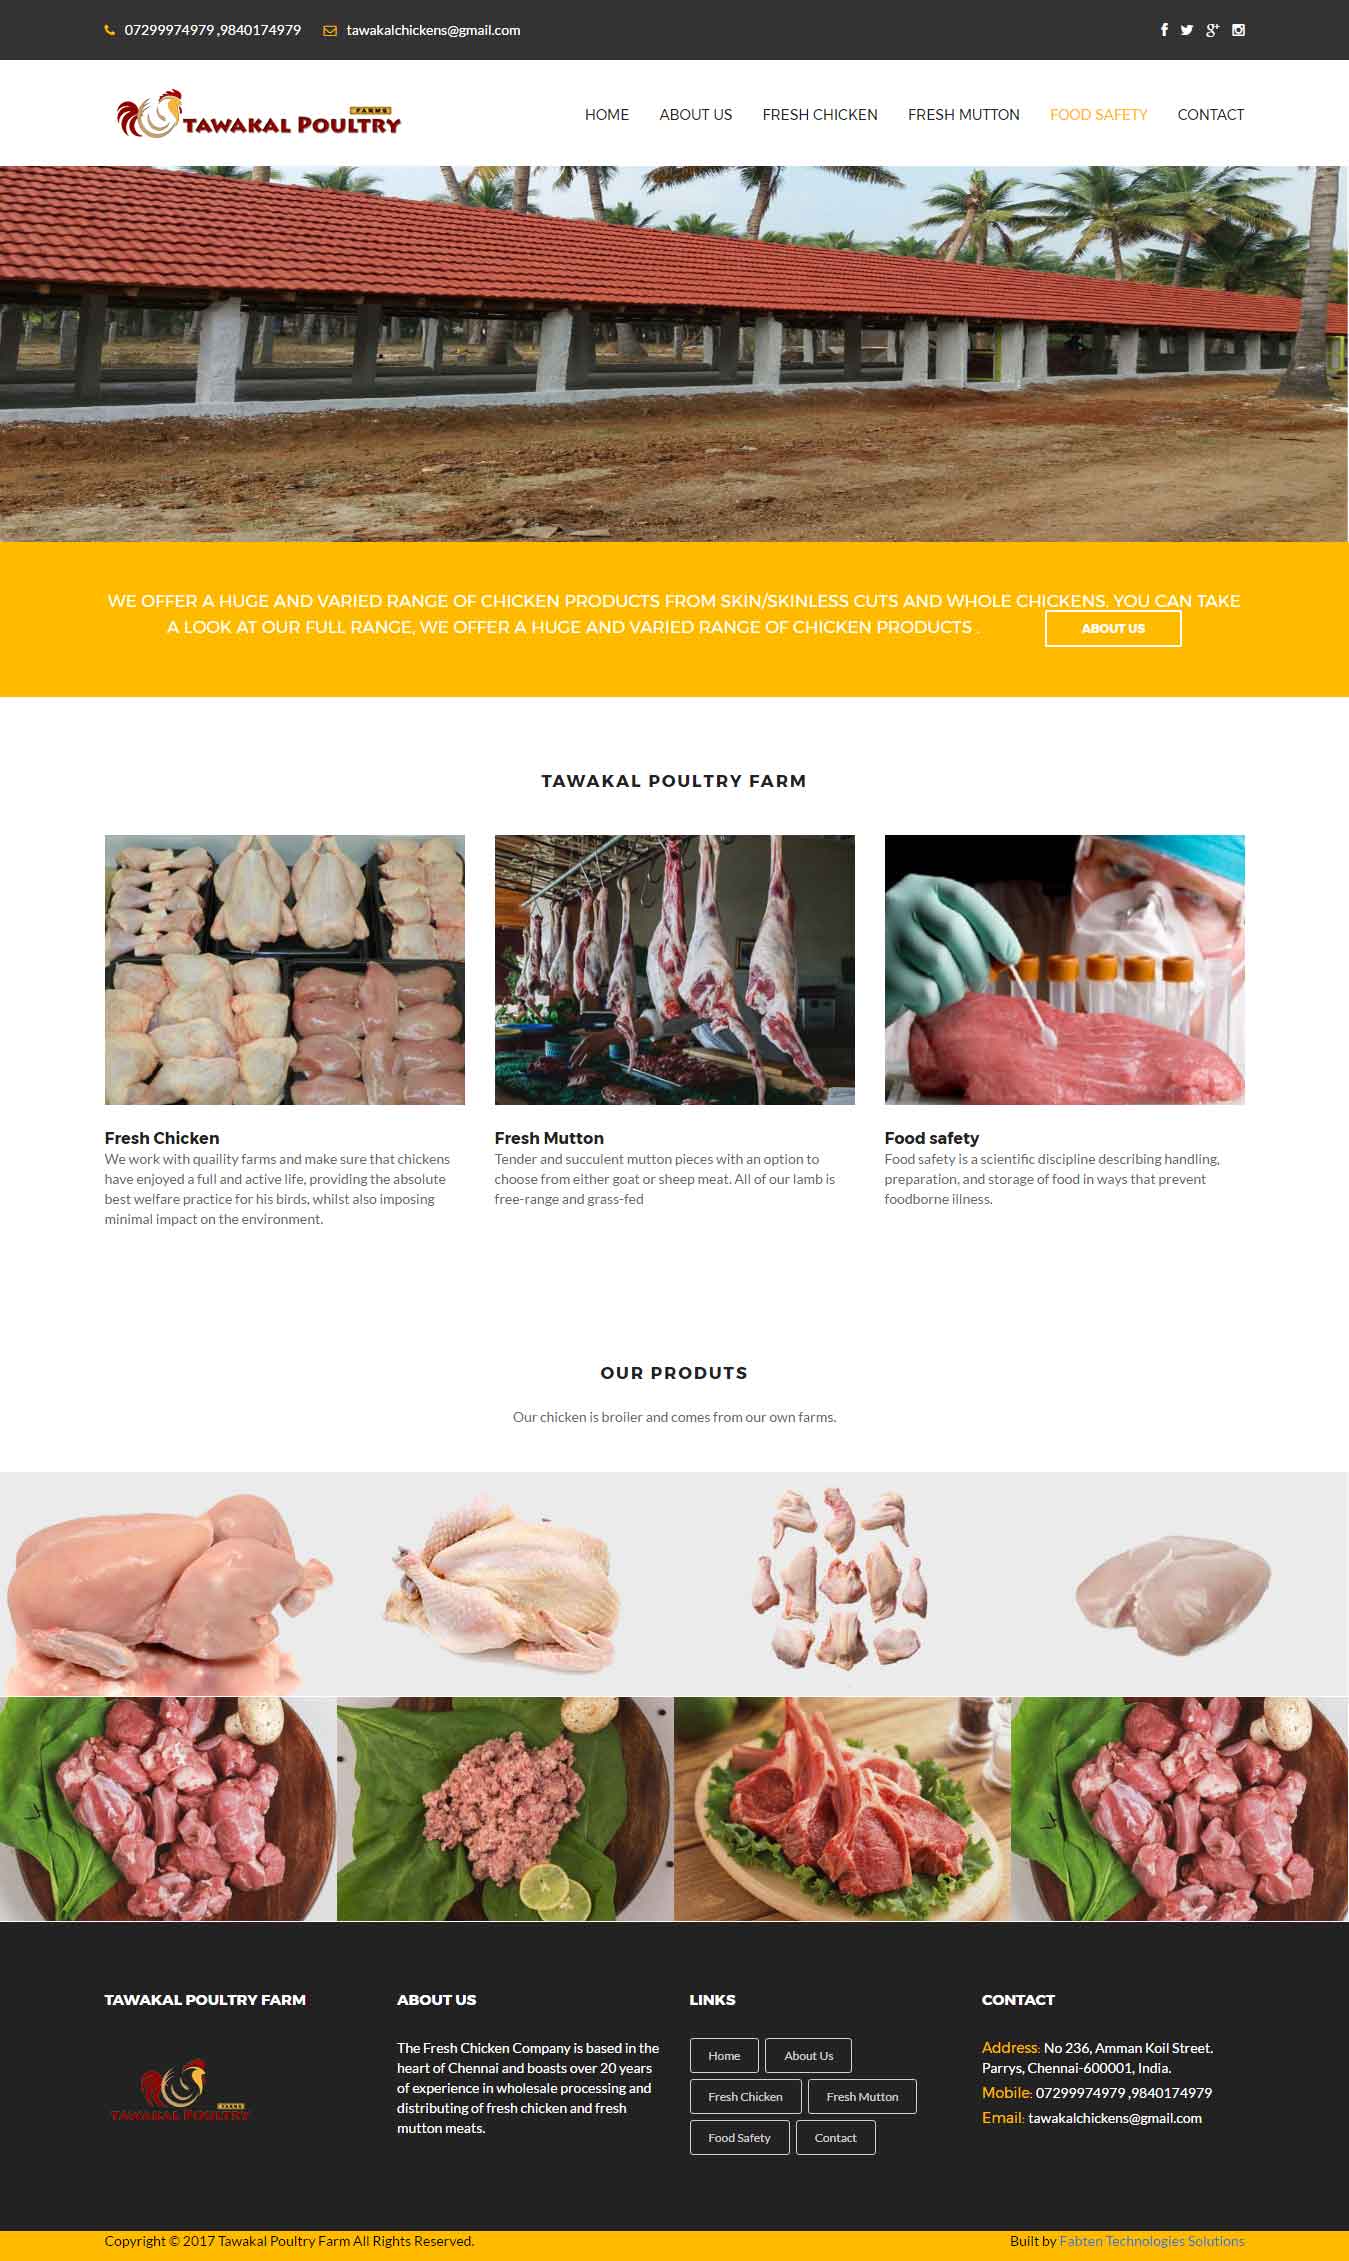 07299974979 ,9840174979 tawakalchickens@gmail.com
FARMS
TAWAKAL POULTRY
HOME ABOUT US FRESH CHICKEN FRESH MUTTON FOOD SAFETY CONTACT
WE OFFER A HUGE AND VARIED RANGE OF CHICKEN PRODUCTS FROM SKIN/SKINLESS CUTS AND WHOLE CHICKENS. YOU CAN TAKE
A LOOK AT OUR FULL RANGE, WE OFFER A HUGE AND VARIED RANGE OF CHICKEN PRODUCTS . .
ABOUT US
TAWAKAL POULTRY FARM
Fresh Chicken
We work with quaility farms and make sure that chickens
have enjoyed a full and active life, providing the absolute
best welfare practice for his birds, whilst also imposing
minimal impact on the environment.
Fresh Mutton
Tender and succulent mutton pieces with an option to
choose from either goat or sheep meat. All of our lamb is
free-range and grass-fed
Food safety
Food safety is a scientific discipline describing handling,
preparation, and storage of food in ways that prevent
foodborne illness.
OUR PRODUTS
Our chicken is broiler and comes from our own farms.
TAWAKAL POULTRY FARM
FARMS
TAWAKAL POULTRY
ABOUT US
The Fresh Chicken Company is based in the
heart of Chennai and boasts over 20 years
of experience in wholesale processing and
distributing of fresh chicken and fresh
mutton meats.
LINKS
Home About Us
Fresh Chicken Fresh Mutton
Food Safety Contact
CONTACT
Address: No 236, Amman Koil Street.
Parrys, Chennai-600001, India.
Mobile: 07299974979 ,9840174979
Email: tawakalchickens@gmail.com
Copyright © 2017 Tawakal Poultry Farm All Rights Reserved.
Built by Fabten Technologies Solutions